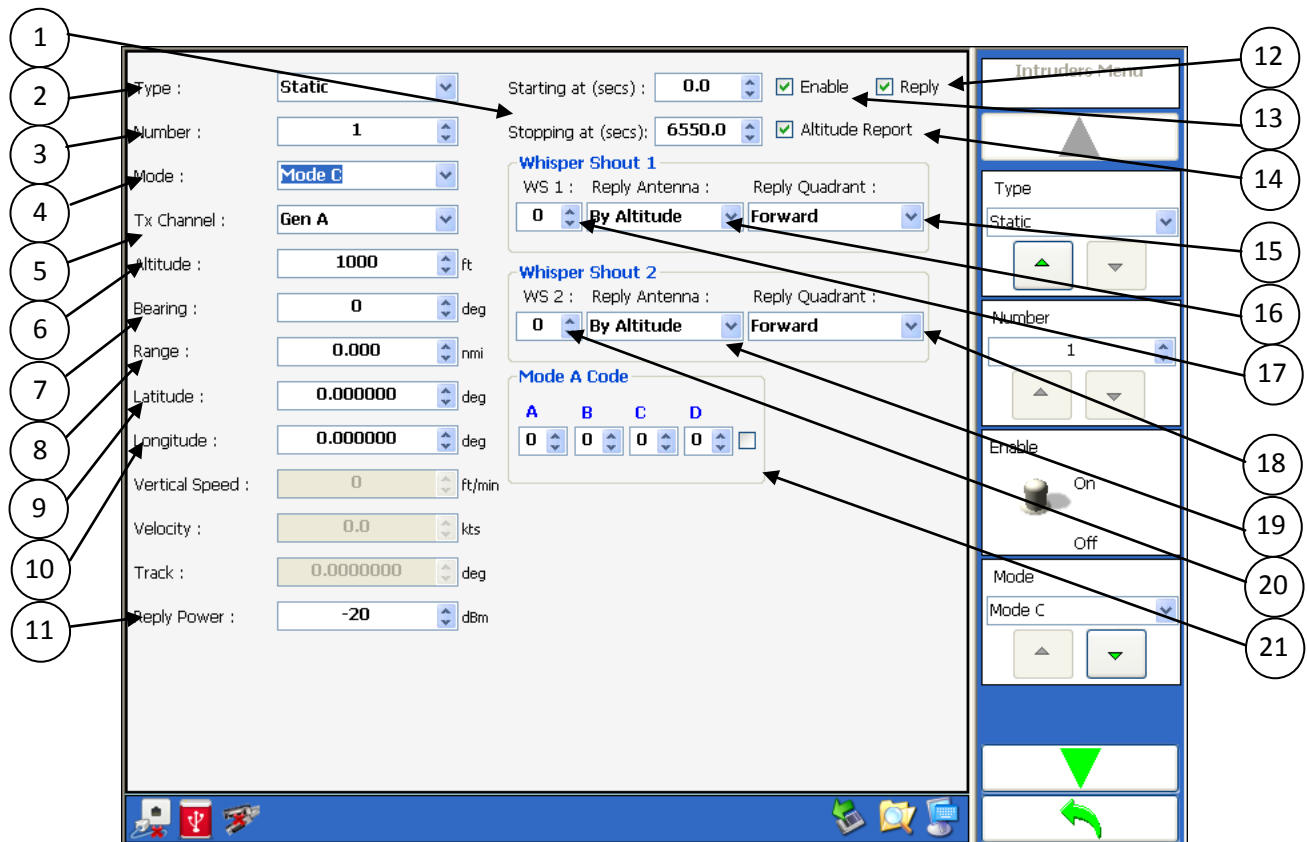 1
2
3
4
5
6
7
8
9
10
11
Type : Static
Number : 1
Mode : Mode C
Tx Channel : Gen A
Altitude : 1000 ft
Bearing : 0 deg
Range : 0.000 nmi
Latitude : 0.000000 deg
Longitude : 0.000000 deg
Vertical Speed : 0 ft/min
Velocity : 0.0 kts
Track : 0.0000000 deg
Reply Power : -20 dBm
Starting at (secs) : 0.0 Enable Reply
Stopping at (secs): 6550.0 Altitude Report
Whisper Shout 1
WS 1 : Reply Antenna : Reply Quadrant :
0 By Altitude Forward
Whisper Shout 2
WS 2 : Reply Antenna : Reply Quadrant :
0 By Altitude Forward
Mode A Code
A B C D
0 0 0 0
Intruders Menu
Type
Static
Number
1
Enable
On
Off
Mode
Mode C
12
13
14
15
16
17
18
19
20
21